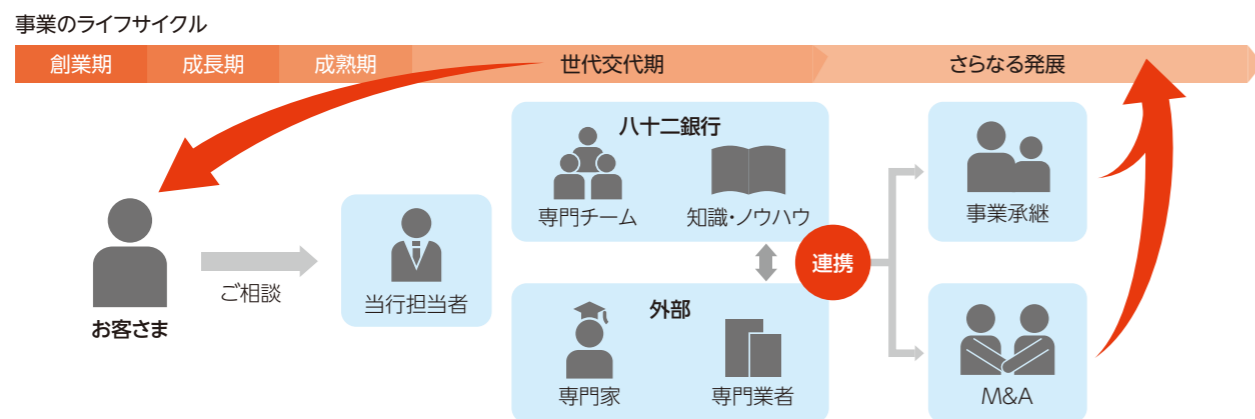 事業のライフサイクル
創業期
成長期
成熟期
世代交代期
さらなる発展
お客さま
ご相談
当行担当者
八十二銀行
専門チーム
知識・ノウハウ
連携
外部
専門家
専門業者
事業承継
M&A